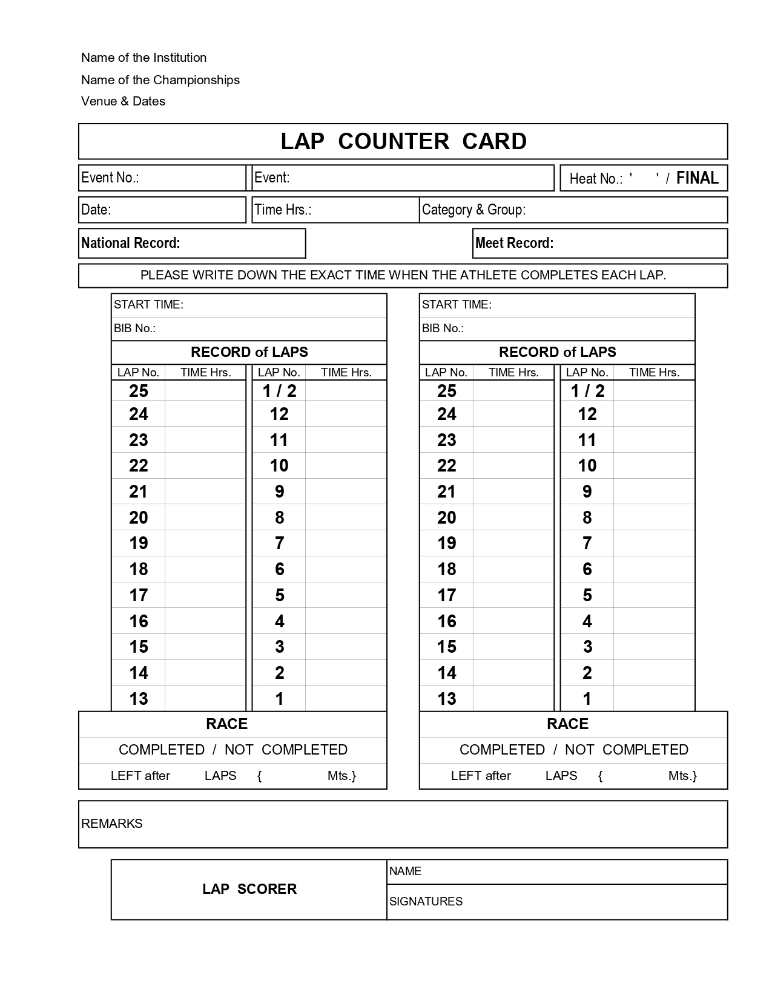 Name of the Institution
Name of the Championships
Venue & Dates
LAP COUNTER CARD
Event No.: Event: Heat No.: ' ' / FINAL
Date: Time Hrs.: Category & Group:
National Record: Meet Record:
PLEASE WRITE DOWN THE EXACT TIME WHEN THE ATHLETE COMPLETES EACH LAP.
START TIME: START TIME:
BIB No.: BIB No.:
RECORD of LAPS RECORD of LAPS
LAP No. TIME Hrs. LAP No. TIME Hrs. LAP No. TIME Hrs. LAP No. TIME Hrs.
25 1 / 2 25 1 / 2
24 12 24 12
23 11 23 11
22 10 22 10
21 9 21 9
20 8 20 8
19 7 19 7
18 6 18 6
17 5 17 5
16 4 16 4
15 3 15 3
14 2 14 2
13 1 13 1
RACE RACE
COMPLETED / NOT COMPLETED COMPLETED / NOT COMPLETED
LEFT after LAPS { Mts.} LEFT after LAPS { Mts.}
REMARKS
LAP SCORER
NAME
SIGNATURES